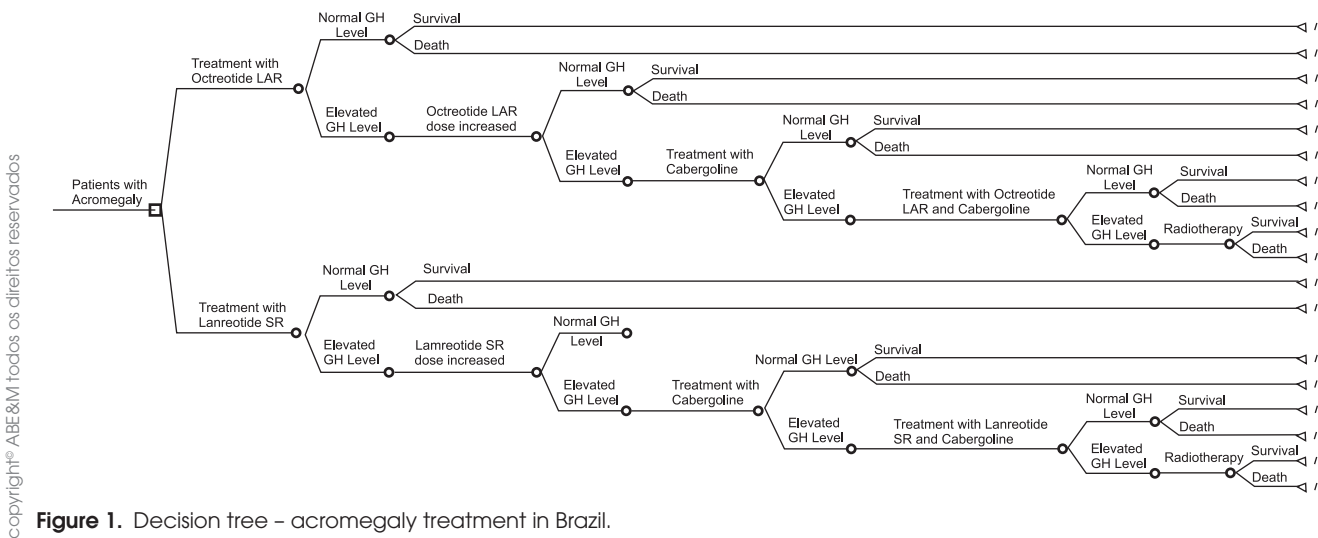 Normal GH
Level
Survival
Death
Treatment with
Octreotide LAR
Elevated
GH Level
Octreotide LAR
dose increased
Normal GH
Level
Survival
Death
Elevated
GH Level
Treatment with
Cabergoline
Normal GH
Level
Survival
Death
Elevated
GH Level
Treatment with Octreotide
LAR and Cabergoline
Normal GH
Level
Survival
Death
Elevated
GH Level
Radiotherapy
Survival
Death
Patients with
Acromegaly
Treatment with
Lanreotide SR
Normal GH
Level
Survival
Death
Elevated
GH Level
Lamreotide SR
dose increased
Normal GH
Level
Elevated
GH Level
Treatment with
Cabergoline
Normal GH Level
Survival
Death
Elevated
GH Level
Treatment with Lanreotide
SR and Cabergoline
Normal GH
Level
Survival
Death
Elevated
GH Level
Radiotherapy
Survival
Death
copyright© ABE&M todos os direitos reservados
Figure 1. Decision tree – acromegaly treatment in Brazil.